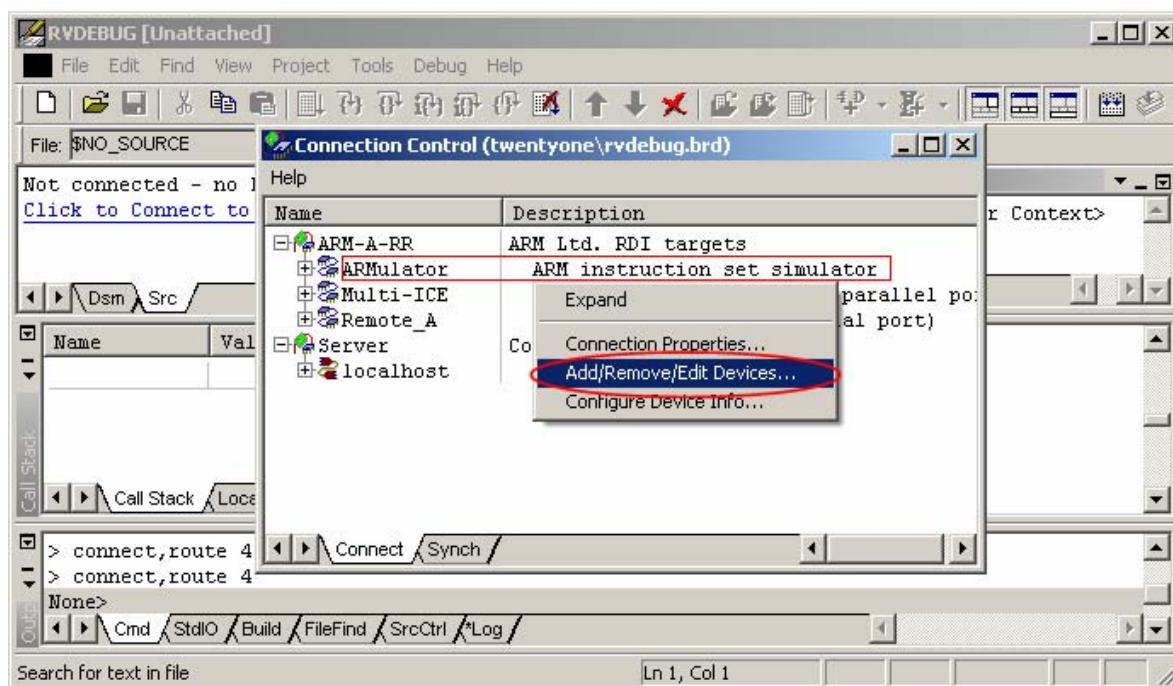 RVDEBUG [Unattached]
File Edit Find View Project Tools Debug Help
File: $NO_SOURCE
Connection Control (twentyone\rvdebug.brd)
Help
Not connected - no
Click to Connect to
r Context>
Name Description
ARM-A-RR ARM Ltd. RDI targets
ARMulator ARM instruction set simulator
Multi-ICE parallel po
Remote_A al port)
Server Co
localhost
Expand
Connection Properties...
Add/Remove/Edit Devices...
Configure Device Info...
Connect Synch
Dsm Src
Name Val
Call Stack
Call Stack Loca
> connect,route 4
> connect,route 4
None>
Cmd StdIO Build FileFind SrcCtrl *Log
Search for text in file Ln 1, Col 1